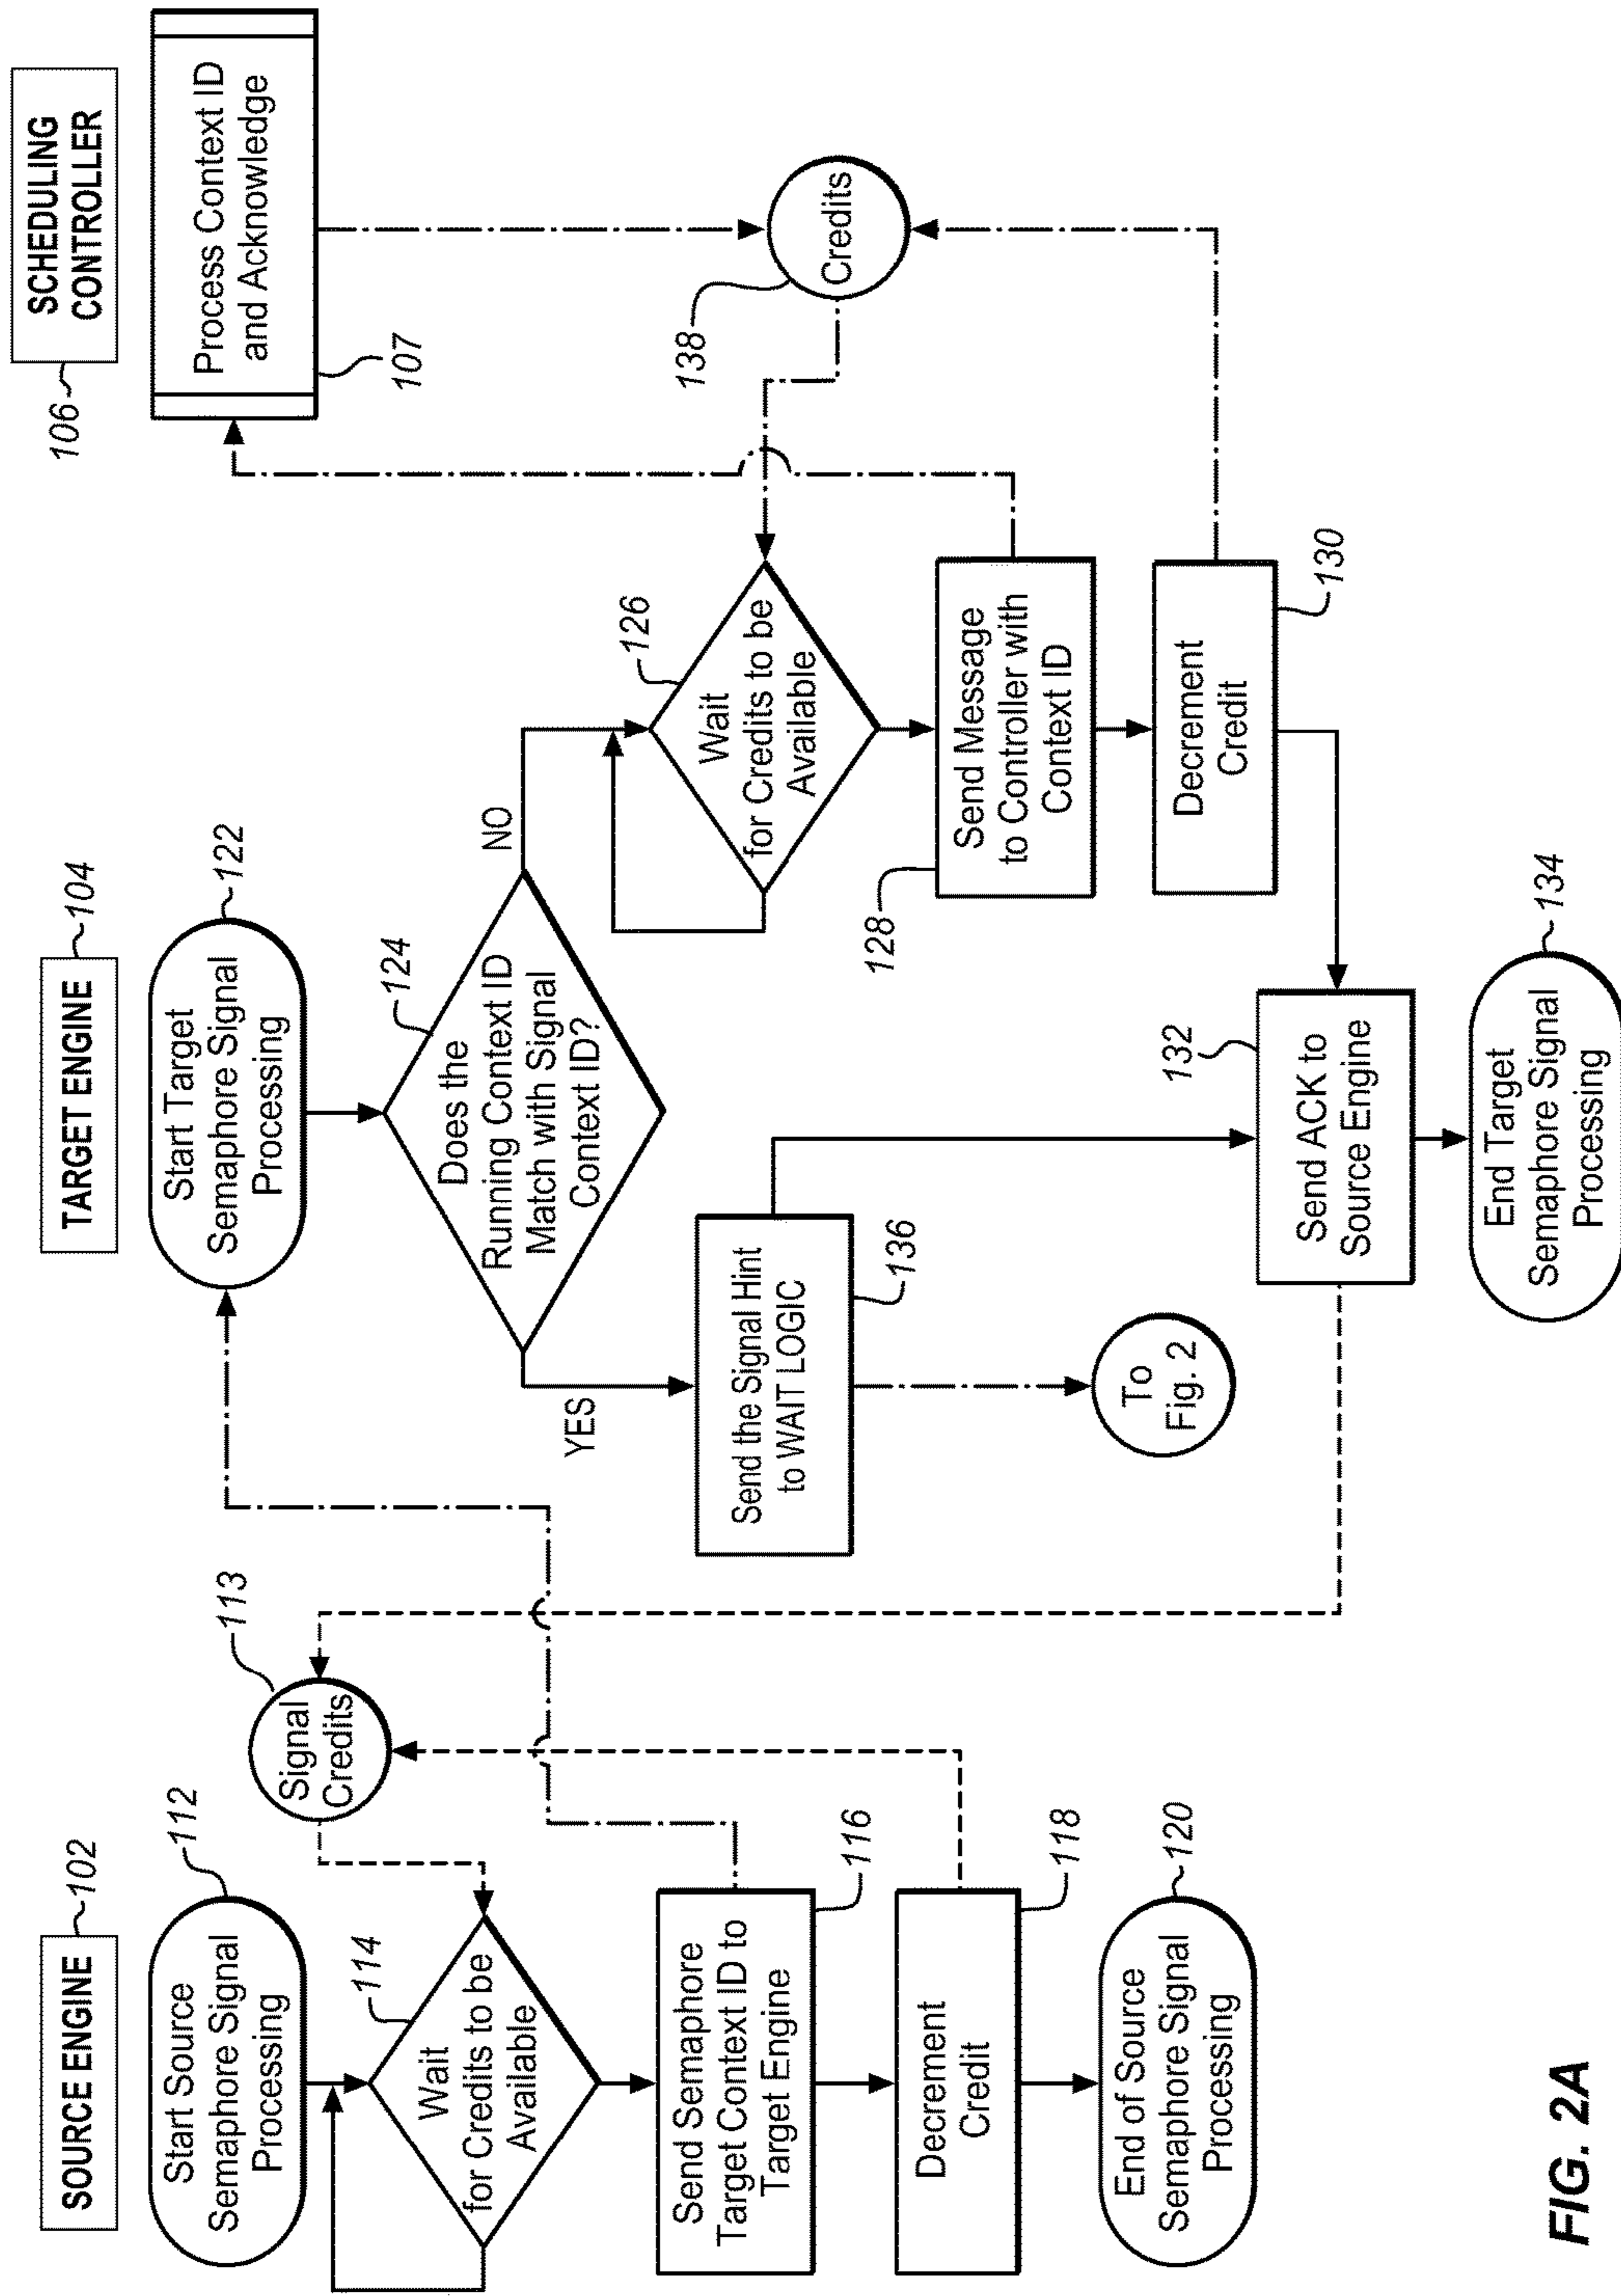 SOURCE ENGINE
102
Start Source
Semaphore Signal
Processing
112
Signal
Credits
113
Wait
for Credits to be
Available
114
Send Semaphore
Target Context ID to
Target Engine
116
Decrement
Credit
118
End of Source
Semaphore Signal
Processing
120
TARGET ENGINE
104
Start Target
Semaphore Signal
Processing
122
Does the
Running Context ID
Match with Signal
Context ID?
124
YES
NO
Send the Signal Hint
to WAIT LOGIC
136
To
Fig. 2
Wait
for Credits to be
Available
126
Send Message
to Controller with
Context ID
128
Decrement
Credit
130
Send ACK to
Source Engine
132
End Target
Semaphore Signal
Processing
134
SCHEDULING
CONTROLLER
106
Process Context ID
and Acknowledge
107
Credits
138
FIG. 2A